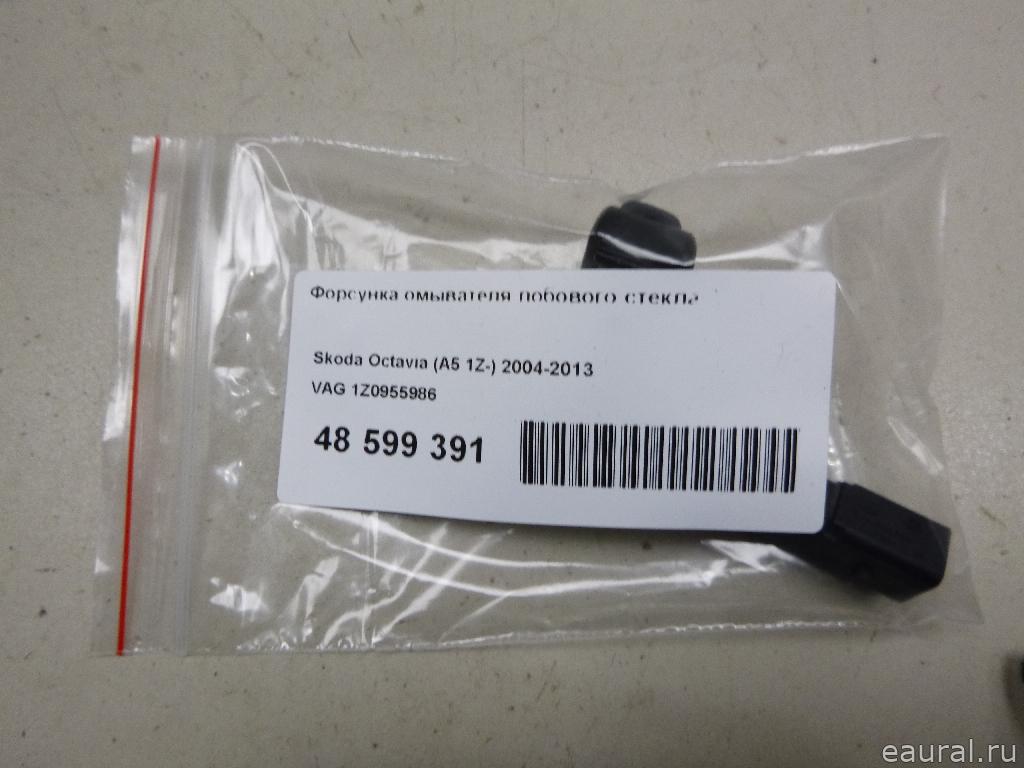 Форсунка омывателя лобового стекла
Skoda Octavia (A5 1Z-) 2004-2013
VAG 1Z0955986
48 599 391
eaural.ru